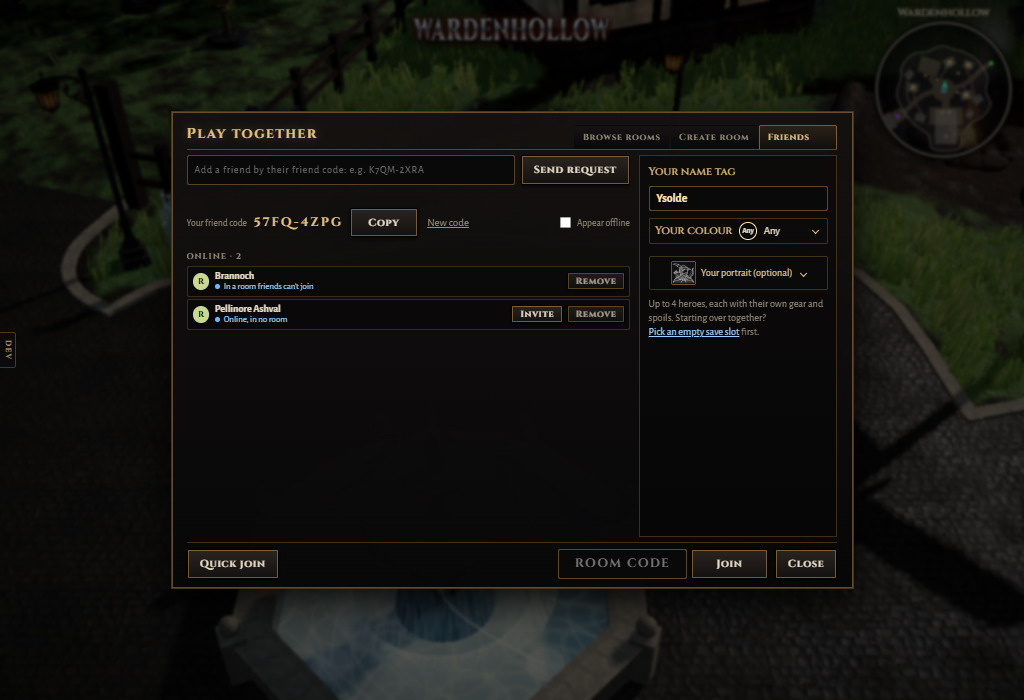 WARDENHOLLOW
WARDENHOLLOW
PLAY TOGETHER
BROWSE ROOMS
CREATE ROOM
FRIENDS
Add a friend by their friend code: e.g. K7QM-2XRA
SEND REQUEST
Your friend code
57FQ-4ZPG
COPY
New code
Appear offline
ONLINE · 2
R
Brannoch
In a room friends can't join
REMOVE
R
Pellinore Ashval
Online, in no room
INVITE
REMOVE
YOUR NAME TAG
Ysolde
YOUR COLOUR
Any
Any
Your portrait (optional)
Up to 4 heroes, each with their own gear and
spoils. Starting over together?
Pick an empty save slot first.
DEV
QUICK JOIN
ROOM CODE
JOIN
CLOSE